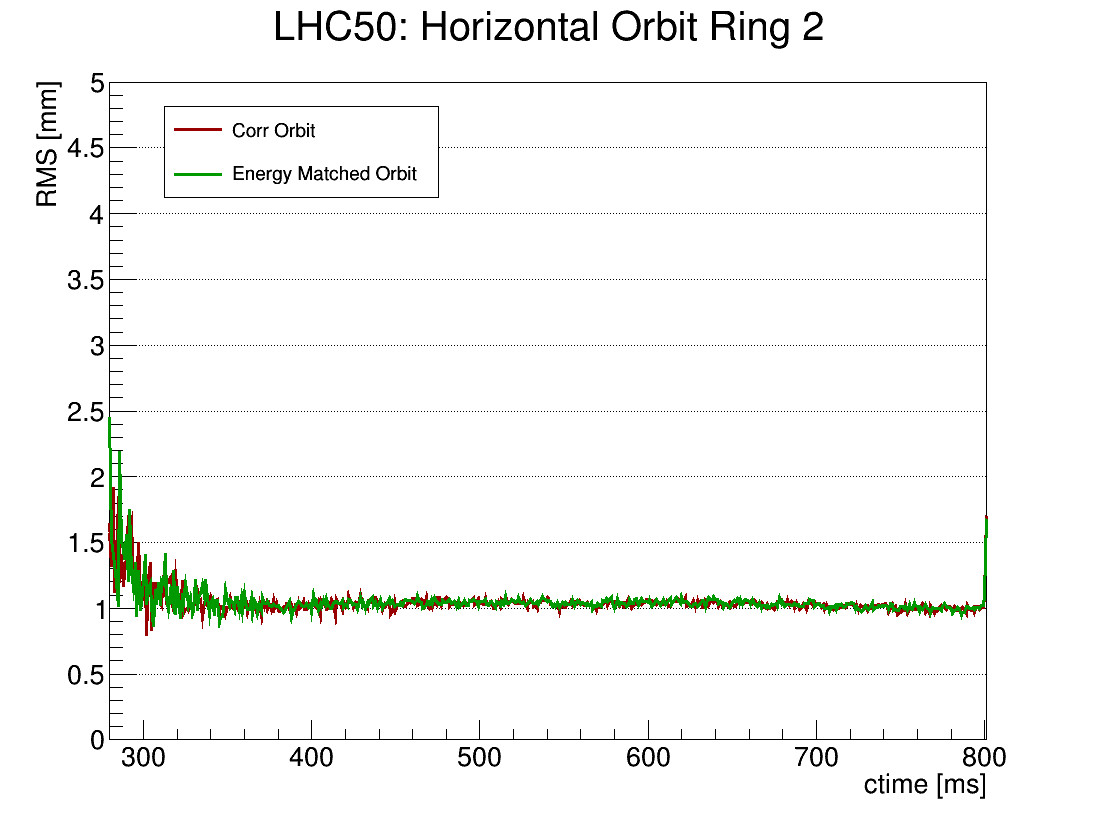 LHC50: Horizontal Orbit Ring 2
RMS [mm]
5
4.5
4
3.5
3
2.5
2
1.5
1
0.5
0
Corr Orbit
Energy Matched Orbit
300 400 500 600 700 800
ctime [ms]